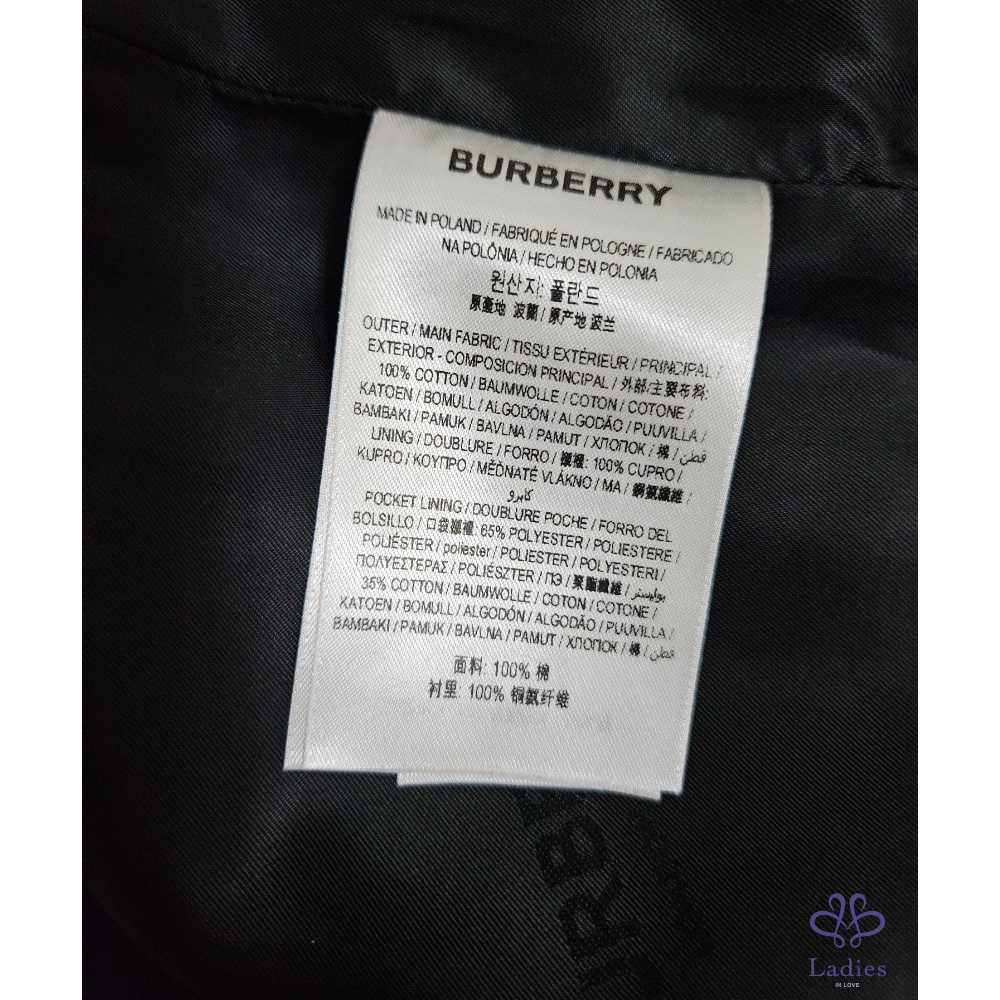 BURBERRY
MADE IN POLAND / FABRIQUÉ EN POLOGNE / FABRICADO
NA POLÔNIA / HECHO EN POLONIA
원산지: 폴란드
原產地 波蘭 / 原产地 波兰
OUTER / MAIN FABRIC / TISSU EXTÉRIEUR / PRINCIPAL /
EXTERIOR - COMPOSICION PRINCIPAL / 外部/主要布料:
100% COTTON / BAUMWOLLE / COTON / COTONE /
KATOEN / BOMULL / ALGODÓN / ALGODÃO / PUUVILLA /
BAMBAKI / PAMUK / BAVLNA / PAMUT / ХЛОПОК / 棉 / قطن
LINING / DOUBLURE / FORRO / 襯裡: 100% CUPRO /
KUPRO / ΚΟΥΠΡΟ / MĚDNATÉ VLÁKNO / MA / 銅氨纖維 /
كابرو
POCKET LINING / DOUBLURE POCHE / FORRO DEL
BOLSILLO / 口袋襯裡: 65% POLYESTER / POLIESTERE /
POLIÉSTER / poliester / POLIESTER / POLYESTERI /
ΠΟΛΥΕΣΤΕΡΑΣ / POLIÉSZTER / ПЭ / 聚酯纖維 / بوليستر
35% COTTON / BAUMWOLLE / COTON / COTONE /
KATOEN / BOMULL / ALGODÓN / ALGODÃO / PUUVILLA /
BAMBAKI / PAMUK / BAVLNA / PAMUT / ХЛОПОК / 棉 / قطن
面料: 100% 棉
衬里: 100% 铜氨纤维
Ladies
IN LOVE